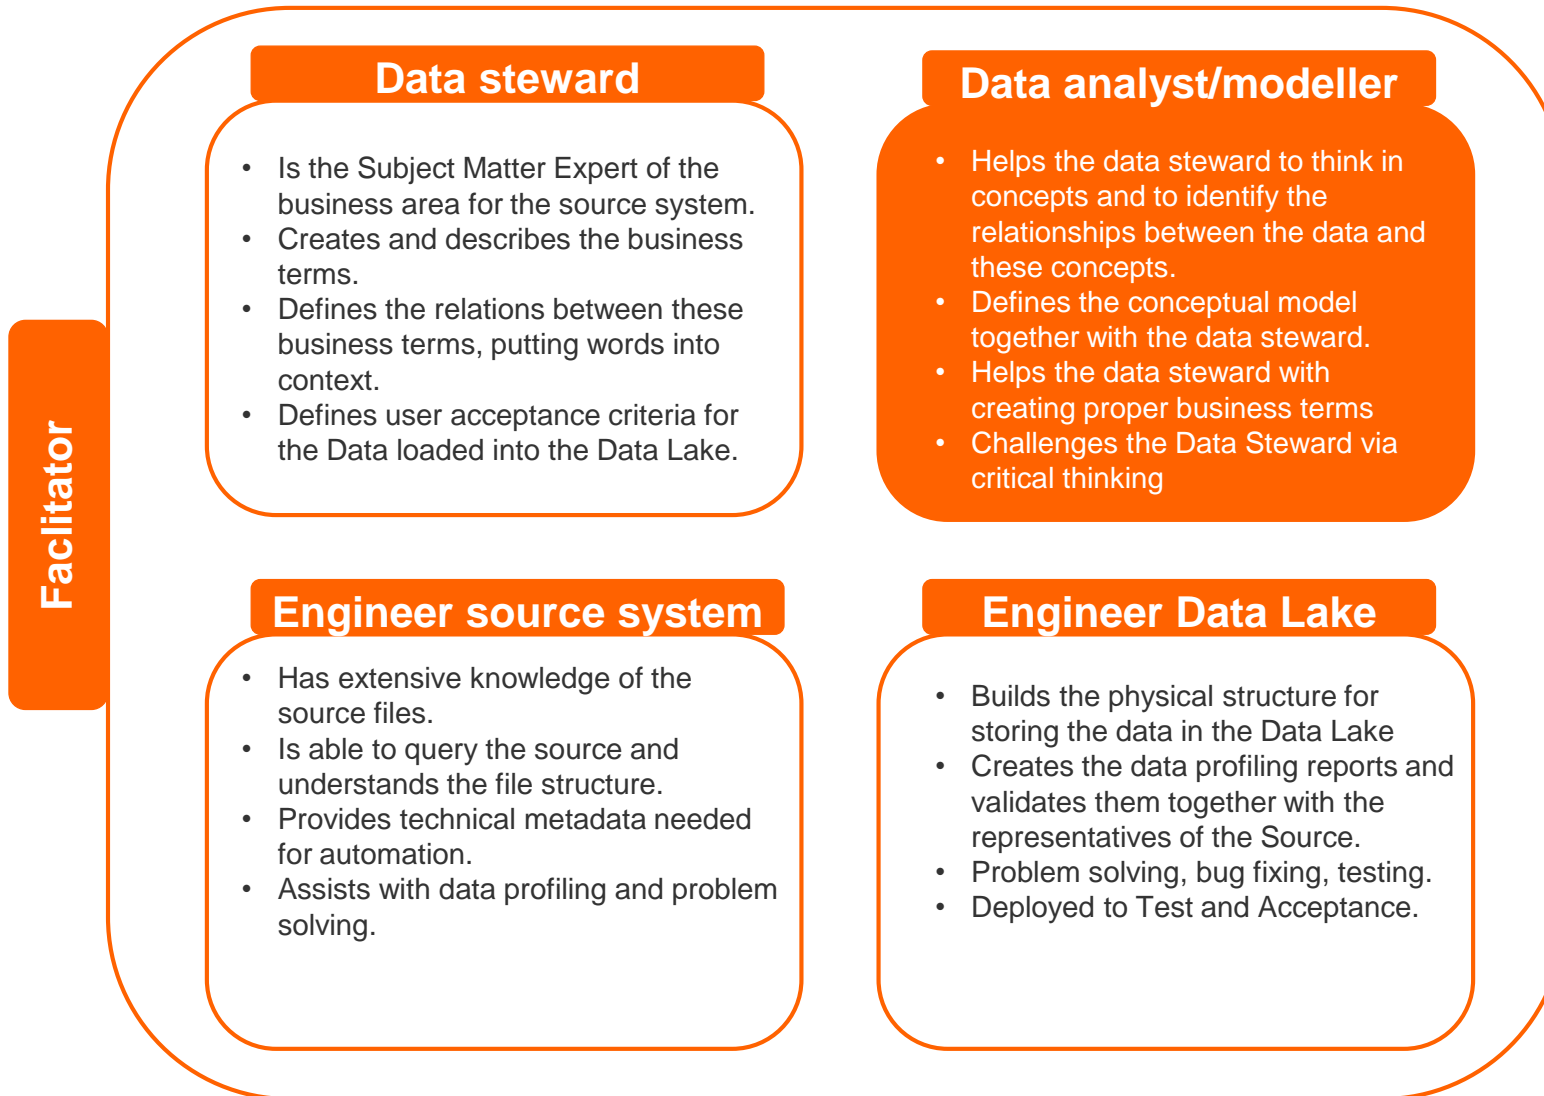 Faclitator
Data steward
• Is the Subject Matter Expert of the
business area for the source system.
• Creates and describes the business
terms.
• Defines the relations between these
business terms, putting words into
context.
• Defines user acceptance criteria for
the Data loaded into the Data Lake.
Data analyst/modeller
• Helps the data steward to think in
concepts and to identify the
relationships between the data and
these concepts.
• Defines the conceptual model
together with the data steward.
• Helps the data steward with
creating proper business terms
• Challenges the Data Steward via
critical thinking
Engineer source system
• Has extensive knowledge of the
source files.
• Is able to query the source and
understands the file structure.
• Provides technical metadata needed
for automation.
• Assists with data profiling and problem
solving.
Engineer Data Lake
• Builds the physical structure for
storing the data in the Data Lake
• Creates the data profiling reports and
validates them together with the
representatives of the Source.
• Problem solving, bug fixing, testing.
• Deployed to Test and Acceptance.